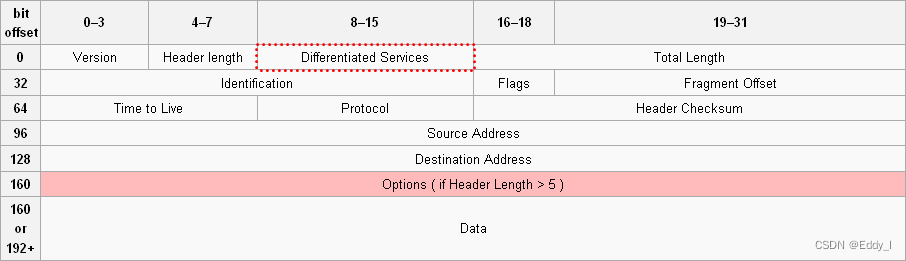 bit offset 0–3 4–7 8–15 16–18 19–31
0 Version Header length Differentiated Services Total Length
32 Identification Flags Fragment Offset
64 Time to Live Protocol Header Checksum
96 Source Address
128 Destination Address
160 Options ( if Header Length > 5 )
160 or 192+ Data
CSDN @Eddy_l